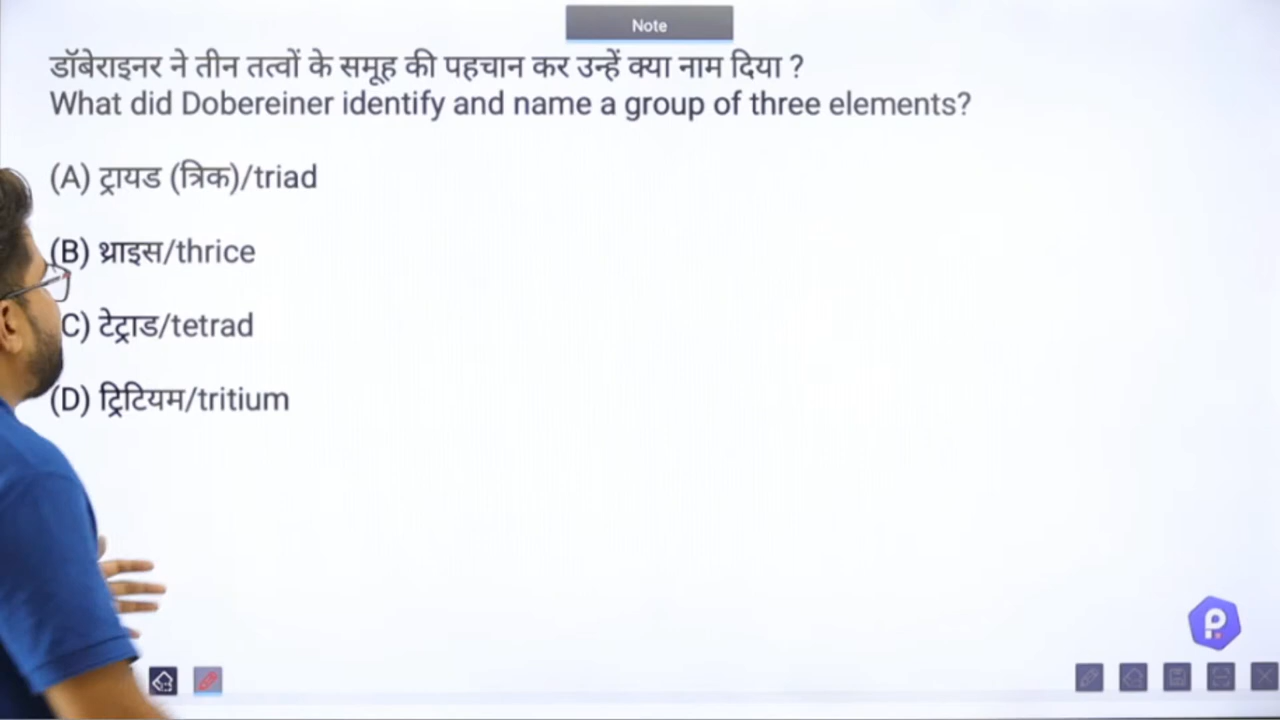 Note
डॉबेराइनर ने तीन तत्वों के समूह की पहचान कर उन्हें क्या नाम दिया ?
What did Dobereiner identify and name a group of three elements?
(A) ट्रायड (त्रिक)/triad
(B) थ्राइस/thrice
C) टेट्राड/tetrad
(D) ट्रिटियम/tritium